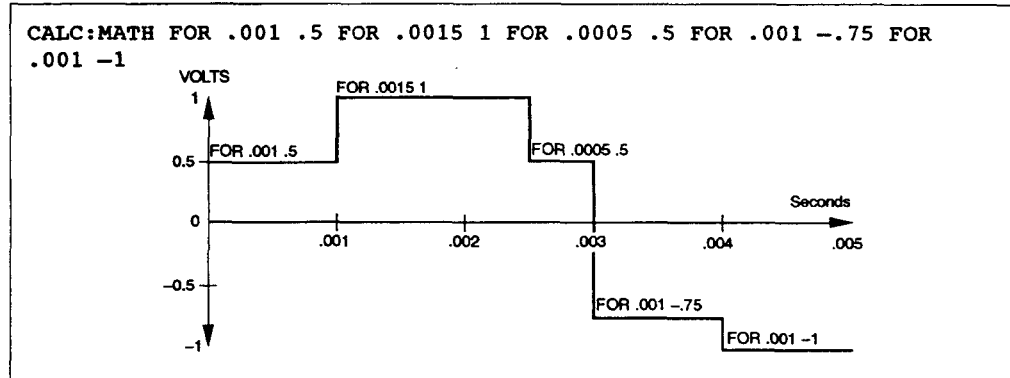 CALC:MATH FOR .001 .5 FOR .0015 1 FOR .0005 .5 FOR .001 −.75 FOR
.001 −1
VOLTS
1
FOR .0015 1
0.5
FOR .001 .5
FOR .0005 .5
Seconds
0
.001
.002
.003
.004
.005
−0.5
FOR .001 −.75
FOR .001 −1
−1